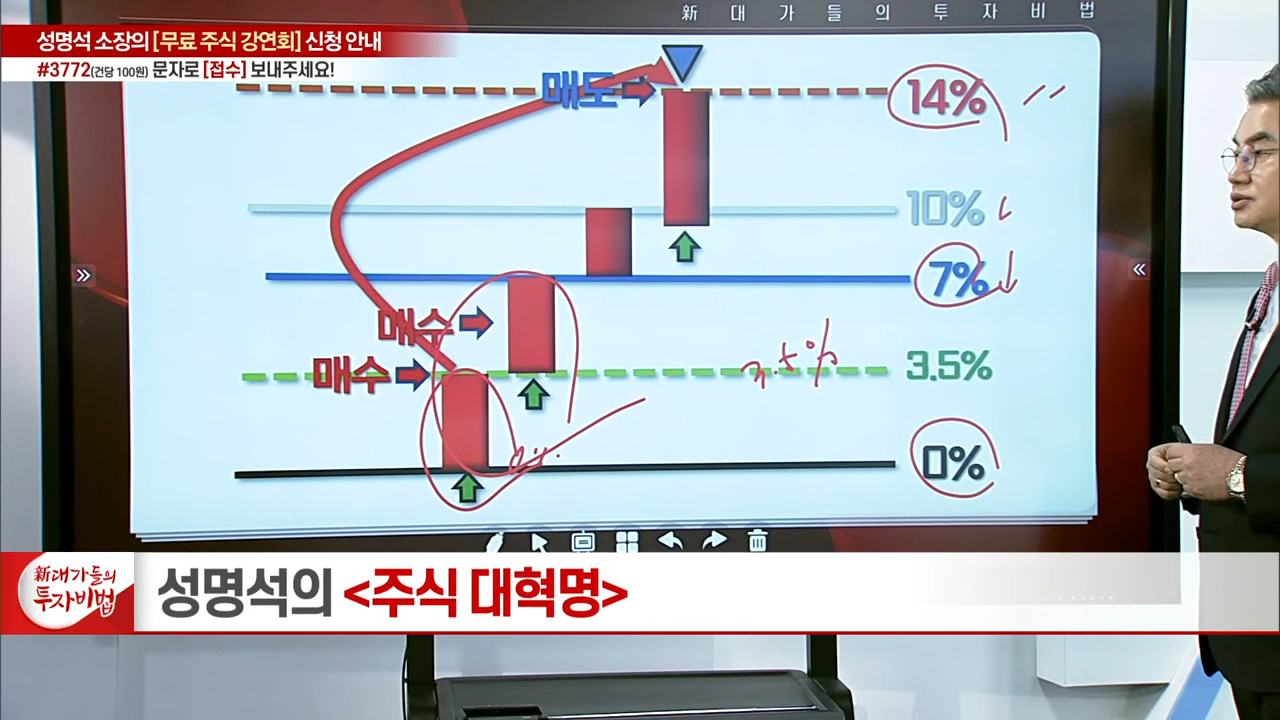 新 대 가 들 의 투 자 비 법
성명석 소장의 [무료 주식 강연회] 신청 안내
#3772(건당 100원) 문자로 [접수] 보내주세요!
매도
14%
10%
7%
매수
3.5%
매수
3.5%
0%
新대가들의
투자비법
성명석의 <주식 대혁명>